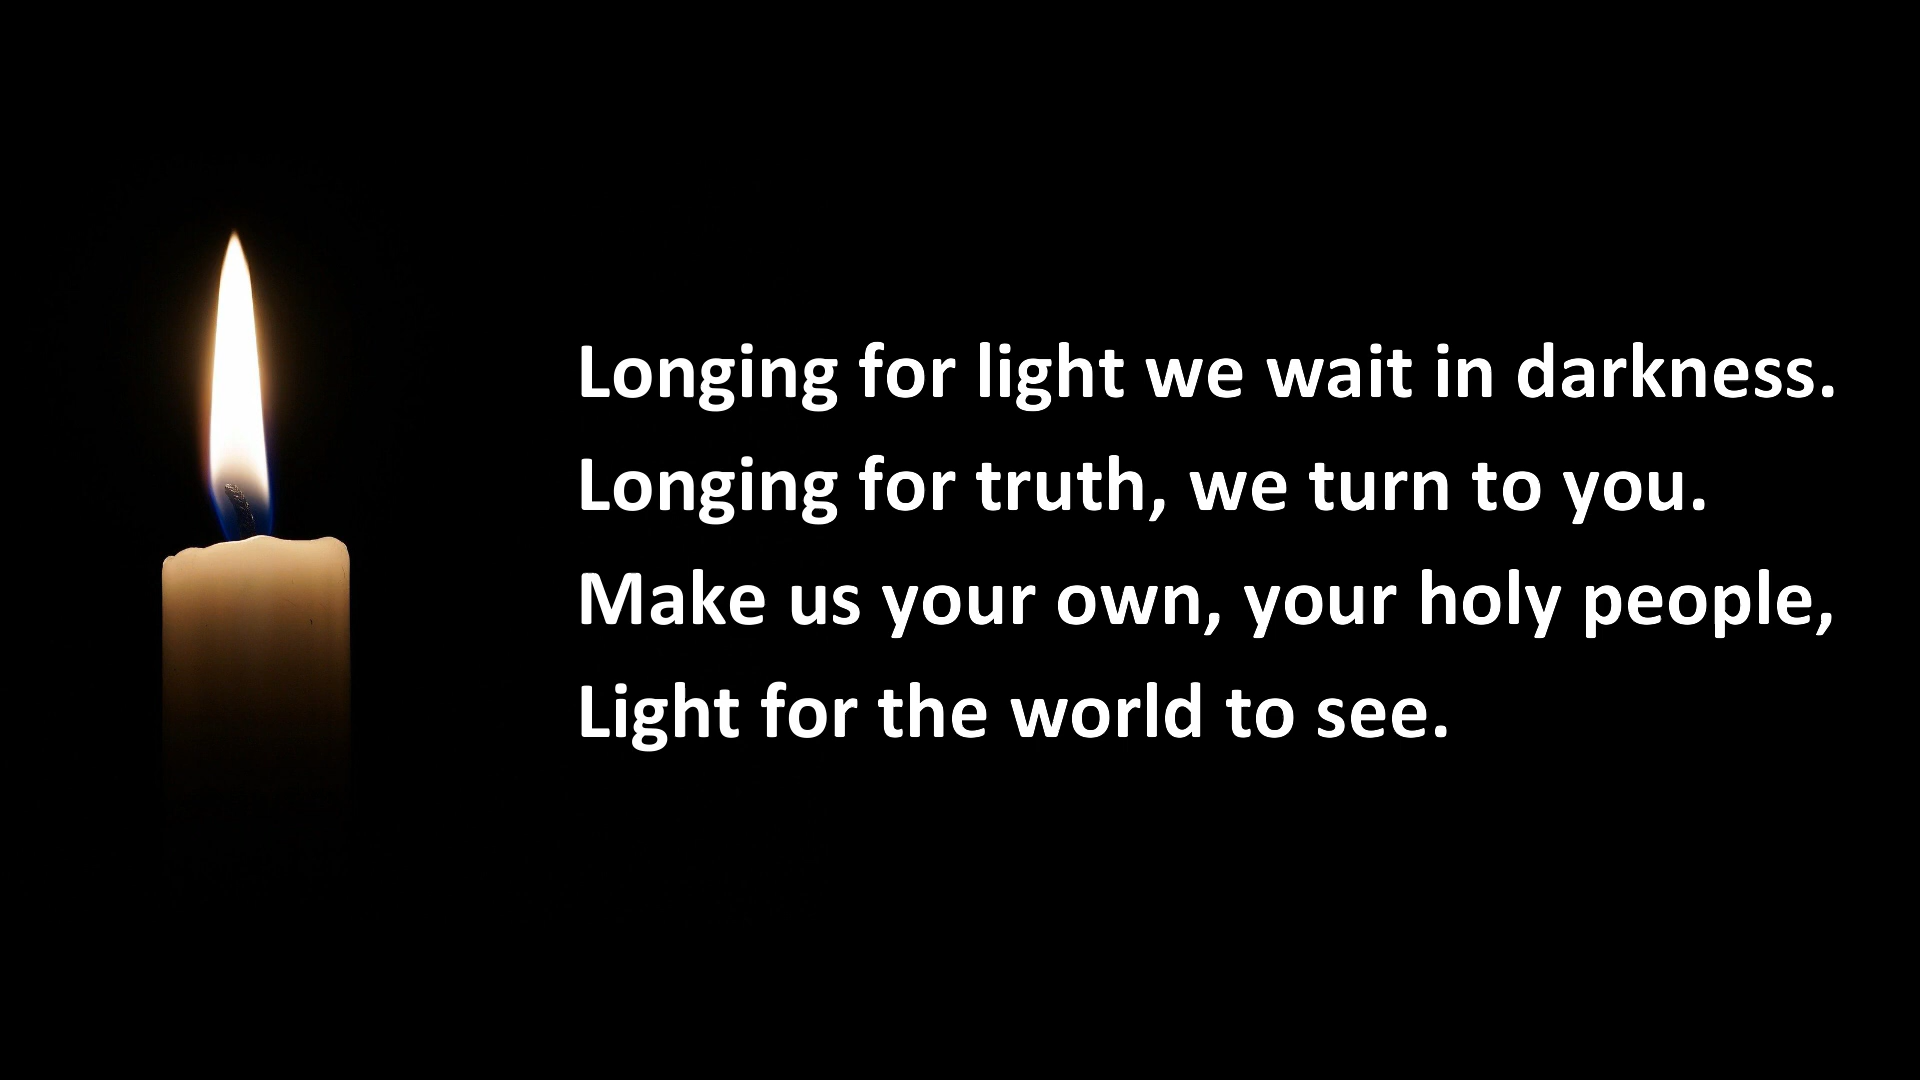 Longing for light we wait in darkness.
Longing for truth, we turn to you.
Make us your own, your holy people,
Light for the world to see.